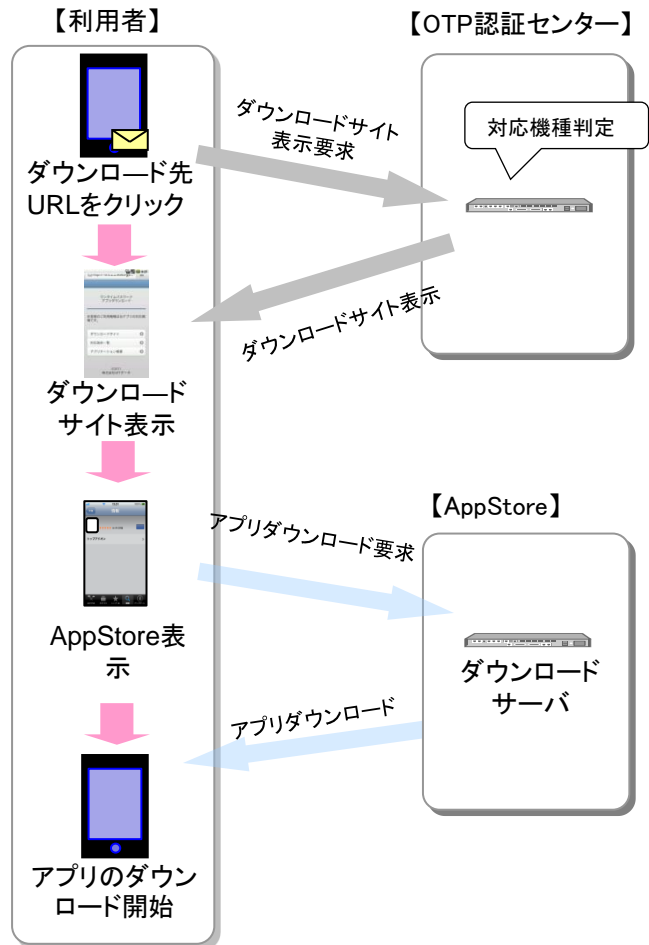 【利用者】
【OTP認証センター】
ダウンロ―ド先
URLをクリック
ダウンロードサイト
表示要求
対応機種判定
ダウンロードサイト表示
ダウンロ―ド
サイト表示
アプリダウンロード要求
【AppStore】
AppStore表
示
ダウンロード
サーバ
アプリダウンロード
アプリのダウン
ロード開始